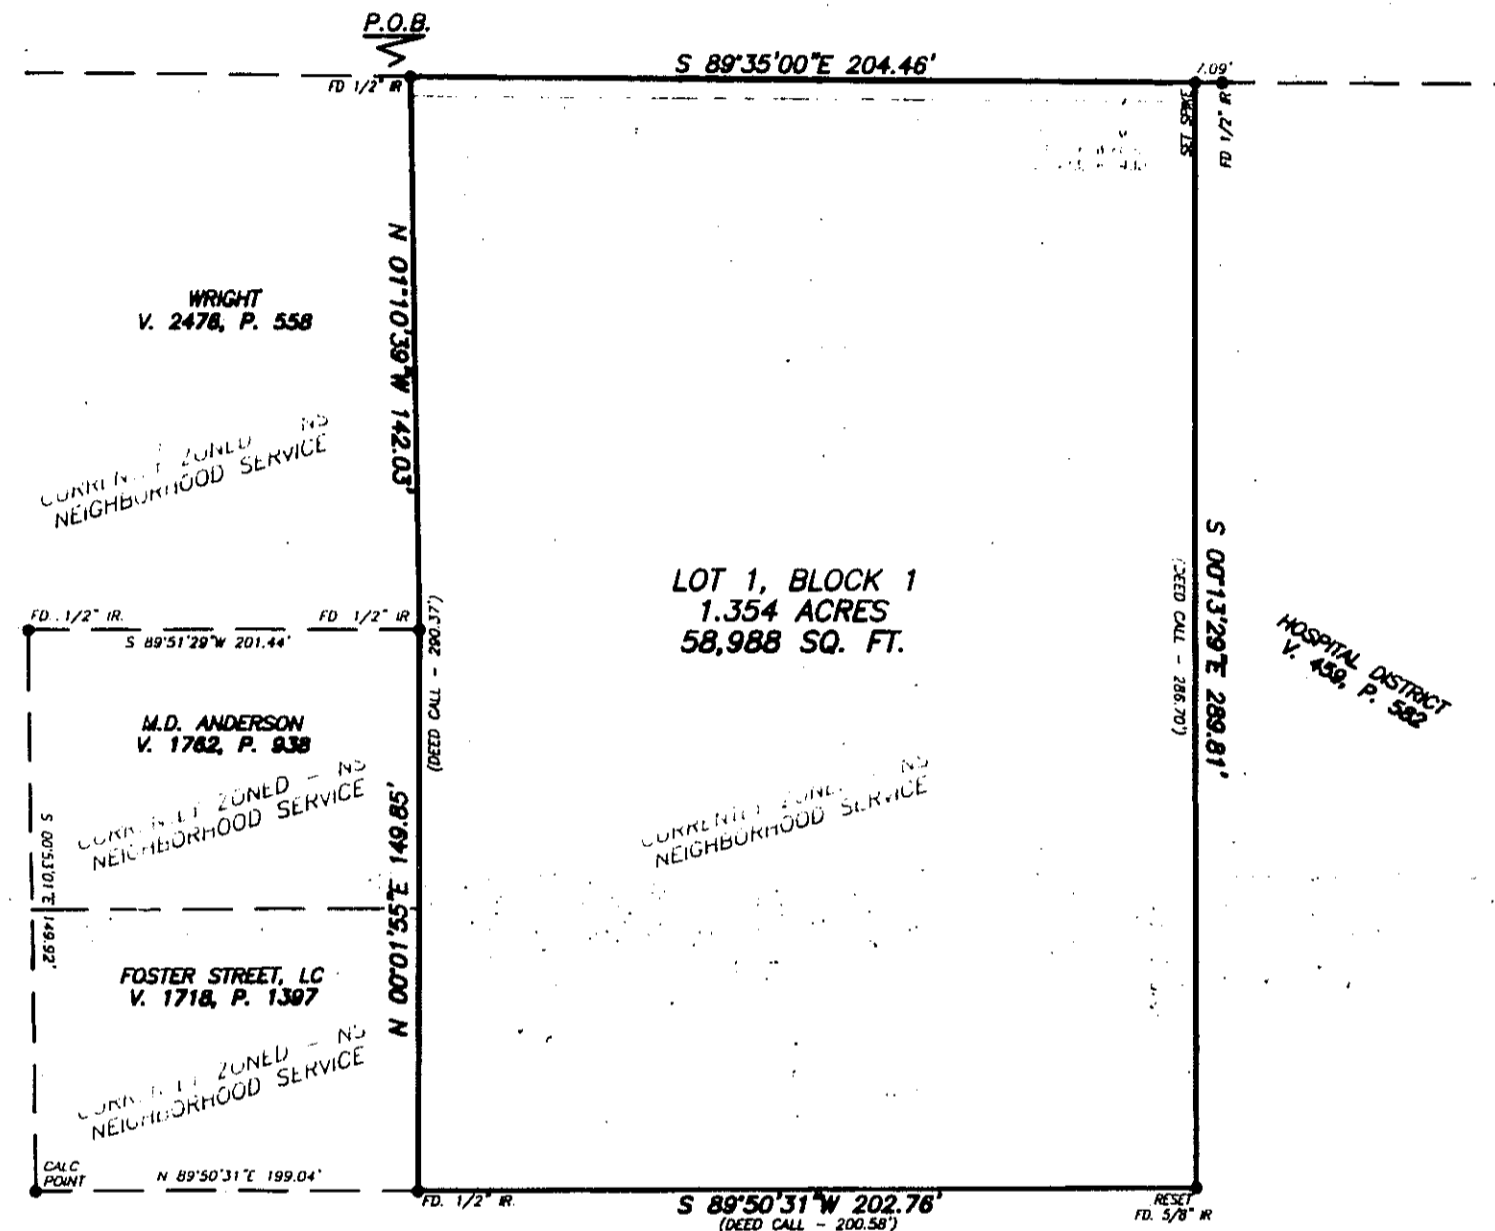 P.O.B.
S 89°35'00"E 204.46'
FD 1/2" IR
SET SPIKE
FD 1/2" IR
N 01°10'39"W 142.03'
WRIGHT
V. 2478, P. 558
ZONED NS
NEIGHBORHOOD SERVICE
LOT 1, BLOCK 1
1.354 ACRES
58,988 SQ. FT.
S 00°13'29"E 289.81'
(DEED CALL - 286.70')
HOSPITAL DISTRICT
V. 459, P. 582
FD. 1/2" IR.
FD 1/2" IR
S 89°51'29"W 201.44'
(DEED CALL - 290.37')
M.D. ANDERSON
V. 1762, P. 938
ZONED - NS
NEIGHBORHOOD SERVICE
S 00°53'01"E 149.92'
N 00°01'55"E 149.85'
NS
NEIGHBORHOOD SERVICE
FOSTER STREET, LC
V. 1718, P. 1397
ZONED - NS
NEIGHBORHOOD SERVICE
CALC
POINT
N 89°50'31"E 199.04'
FD. 1/2" IR.
S 89°50'31"W 202.76'
(DEED CALL - 200.58')
RESET
FD. 5/8" IR